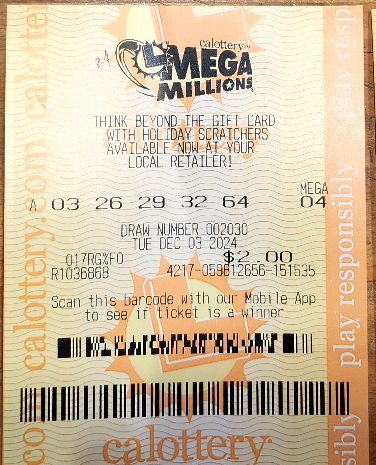 calottery
MEGA
MILLIONS
THINK BEYOND THE GIFT CARD
WITH HOLIDAY SCRATCHERS
AVAILABLE NOW AT YOUR
LOCAL RETAILER!
MEGA
A 03 26 29 32 64 04
DRAW NUMBER 002030
TUE DEC 03 2024
017RG%F0 $2.00
R1036868 4217-059812656-151535
Scan this barcode with our Mobile App
to see if ticket is a winner
calottery
calottery.com
play responsibly